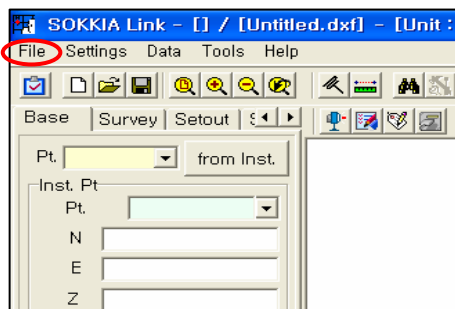 SOKKIA Link - [] / [Untitled.dxf] - [Unit :
File Settings Data Tools Help
Base Survey Setout
Pt. from Inst.
Inst. Pt
Pt.
N
E
Z